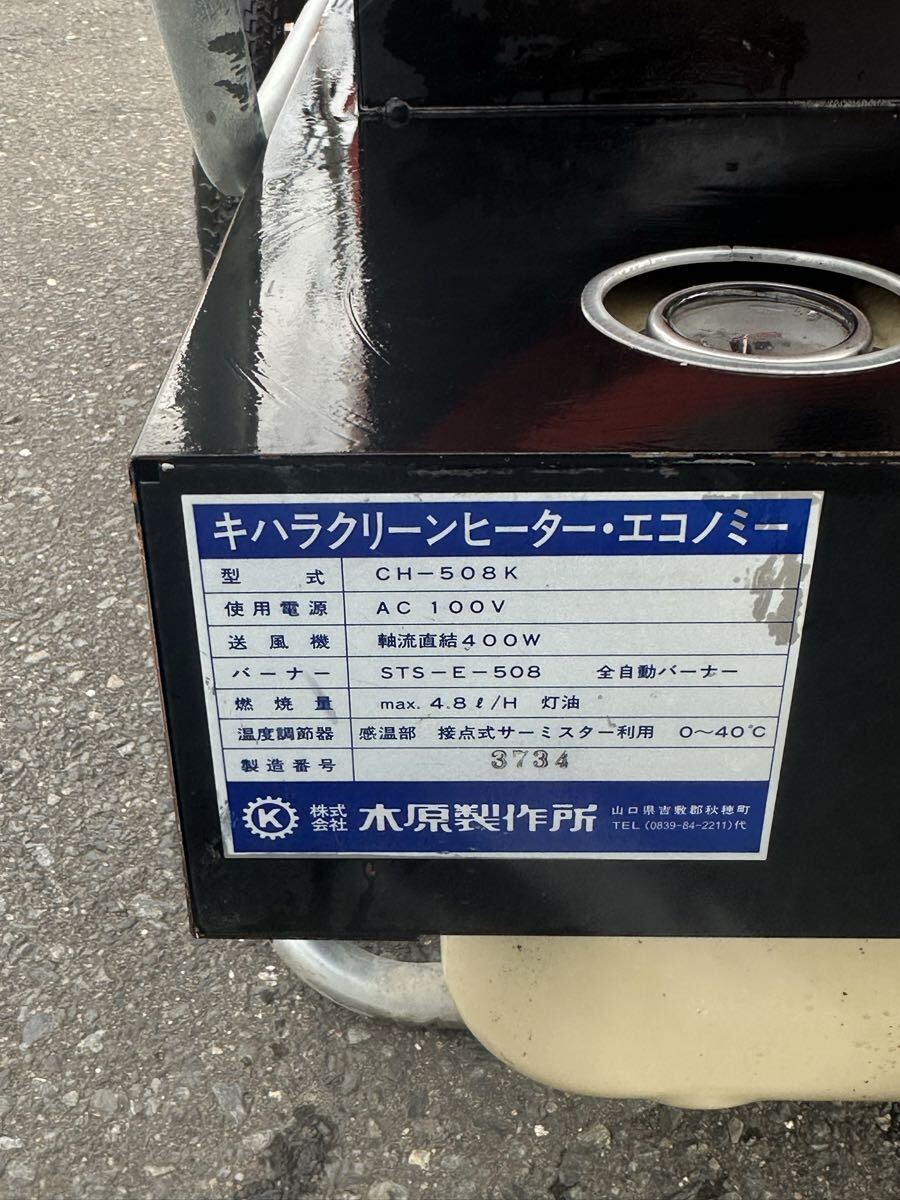 キハラクリーンヒーター・エコノミー
型式 CH-508K
使用電源 AC 100V
送風機 軸流直結400W
バーナー STS-E-508 全自動バーナー
燃焼量 max. 4.8ℓ/H 灯油
温度調節器 感温部 接点式サーミスター利用 0～40℃
製造番号 3734
K 株式会社 木原製作所 山口県吉敷郡秋穂町
TEL (0839-84-2211)代